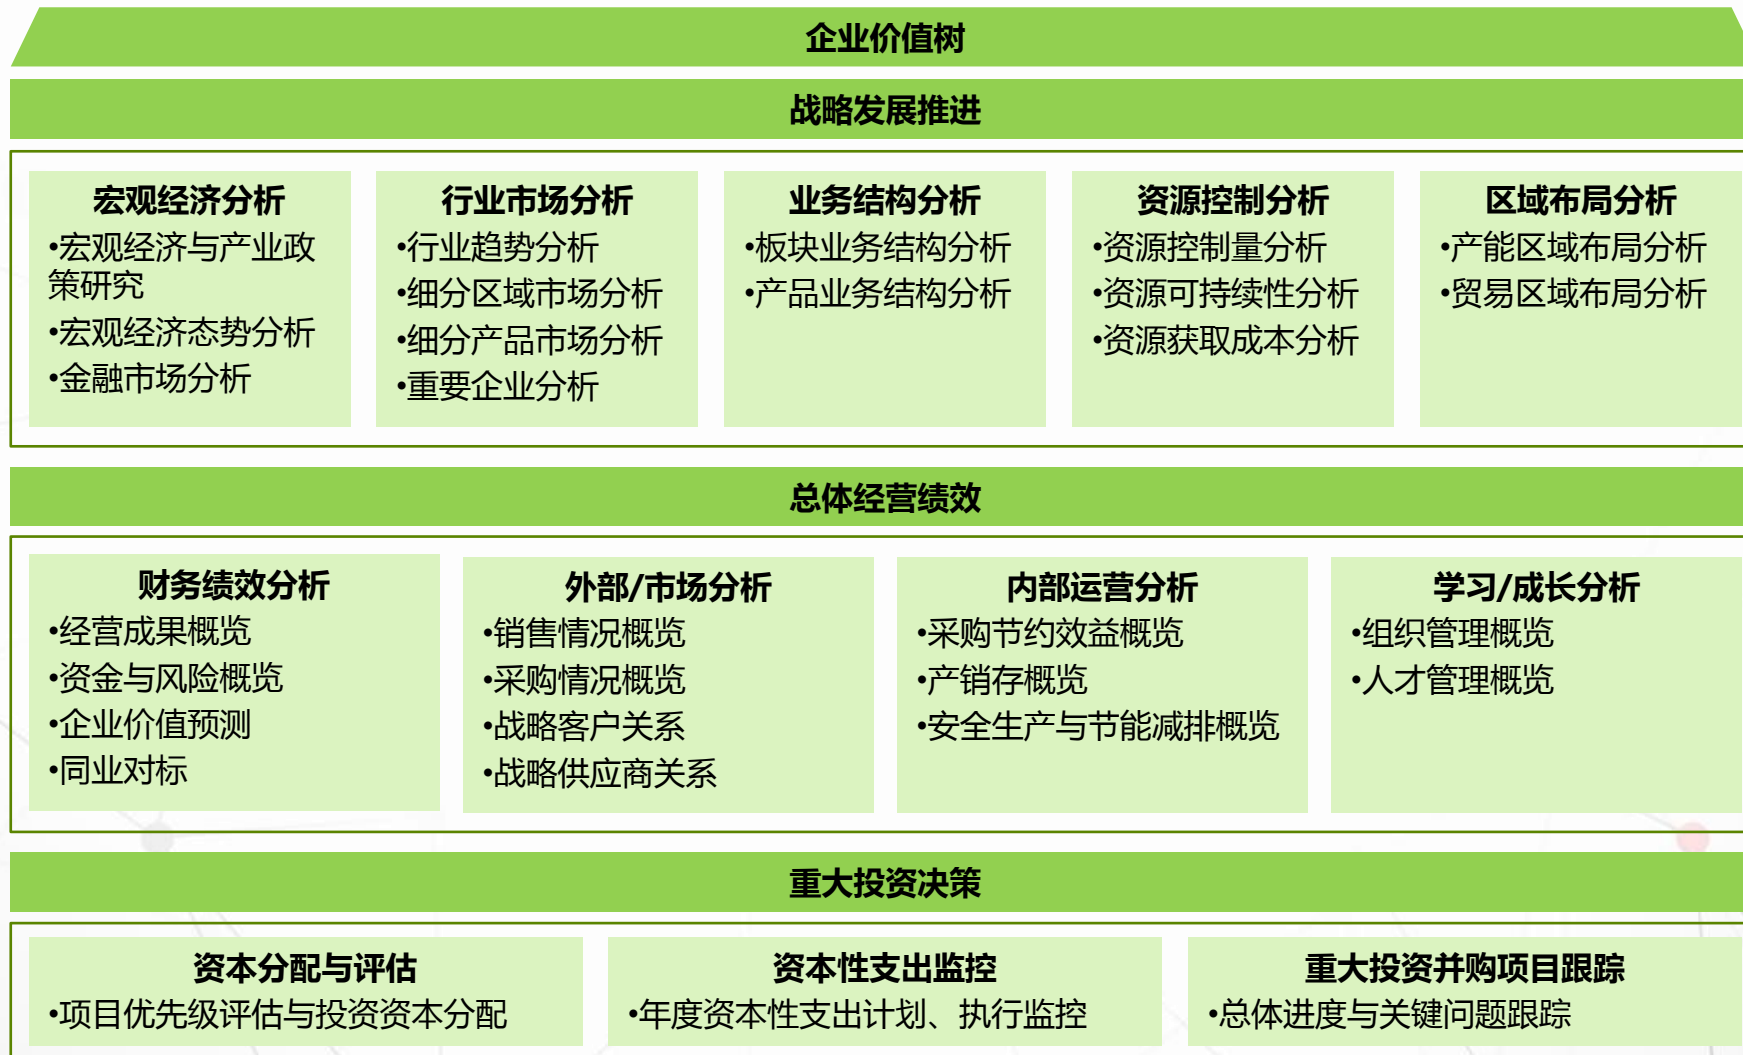 企业价值树
战略发展推进
宏观经济分析
•宏观经济与产业政
策研究
•宏观经济态势分析
•金融市场分析
行业市场分析
•行业趋势分析
•细分区域市场分析
•细分产品市场分析
•重要企业分析
业务结构分析
•板块业务结构分析
•产品业务结构分析
资源控制分析
•资源控制量分析
•资源可持续性分析
•资源获取成本分析
区域布局分析
•产能区域布局分析
•贸易区域布局分析
总体经营绩效
财务绩效分析
•经营成果概览
•资金与风险概览
•企业价值预测
•同业对标
外部/市场分析
•销售情况概览
•采购情况概览
•战略客户关系
•战略供应商关系
内部运营分析
•采购节约效益概览
•产销存概览
•安全生产与节能减排概览
学习/成长分析
•组织管理概览
•人才管理概览
重大投资决策
资本分配与评估
•项目优先级评估与投资资本分配
资本性支出监控
•年度资本性支出计划、执行监控
重大投资并购项目跟踪
•总体进度与关键问题跟踪